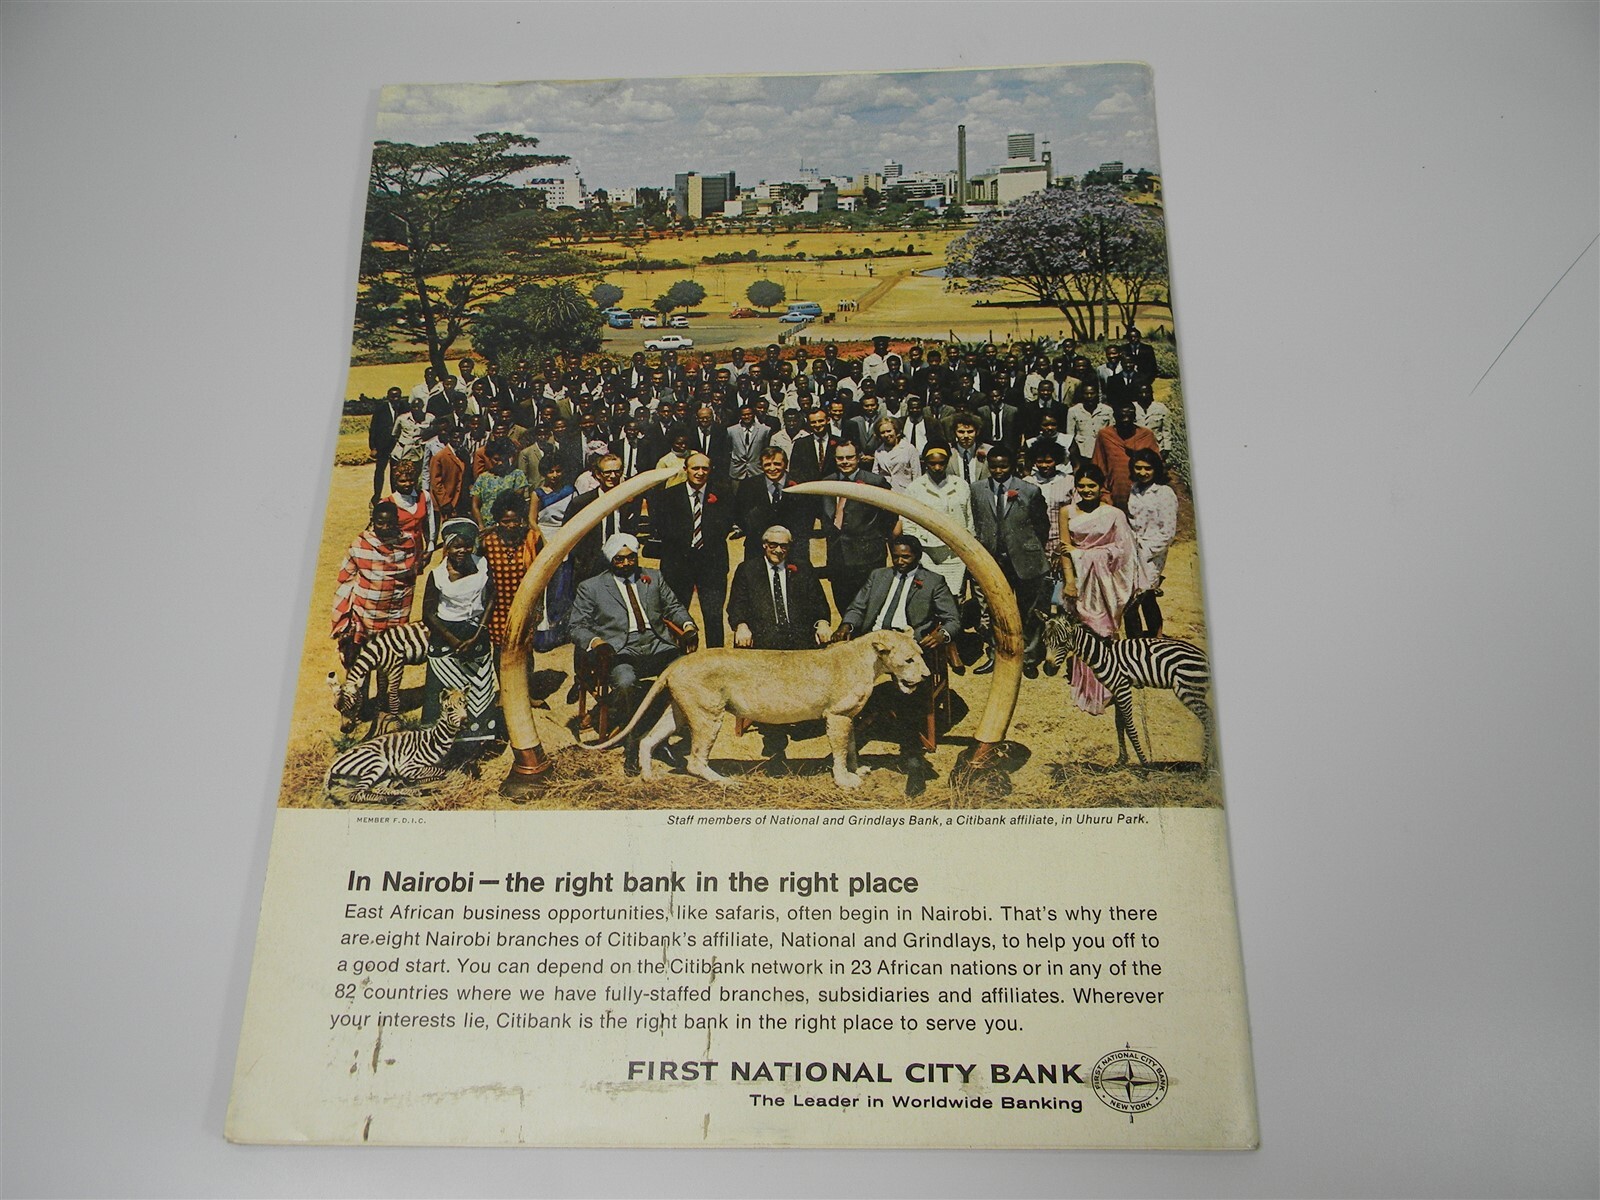 MEMBER F.D.I.C.
Staff members of National and Grindlays Bank, a Citibank affiliate, in Uhuru Park.
In Nairobi — the right bank in the right place
East African business opportunities, like safaris, often begin in Nairobi. That's why there
are eight Nairobi branches of Citibank's affiliate, National and Grindlays, to help you off to
a good start. You can depend on the Citibank network in 23 African nations or in any of the
82 countries where we have fully-staffed branches, subsidiaries and affiliates. Wherever
your interests lie, Citibank is the right bank in the right place to serve you.
FIRST NATIONAL CITY BANK
The Leader in Worldwide Banking
FIRST NATIONAL CITY BANK
NEW YORK